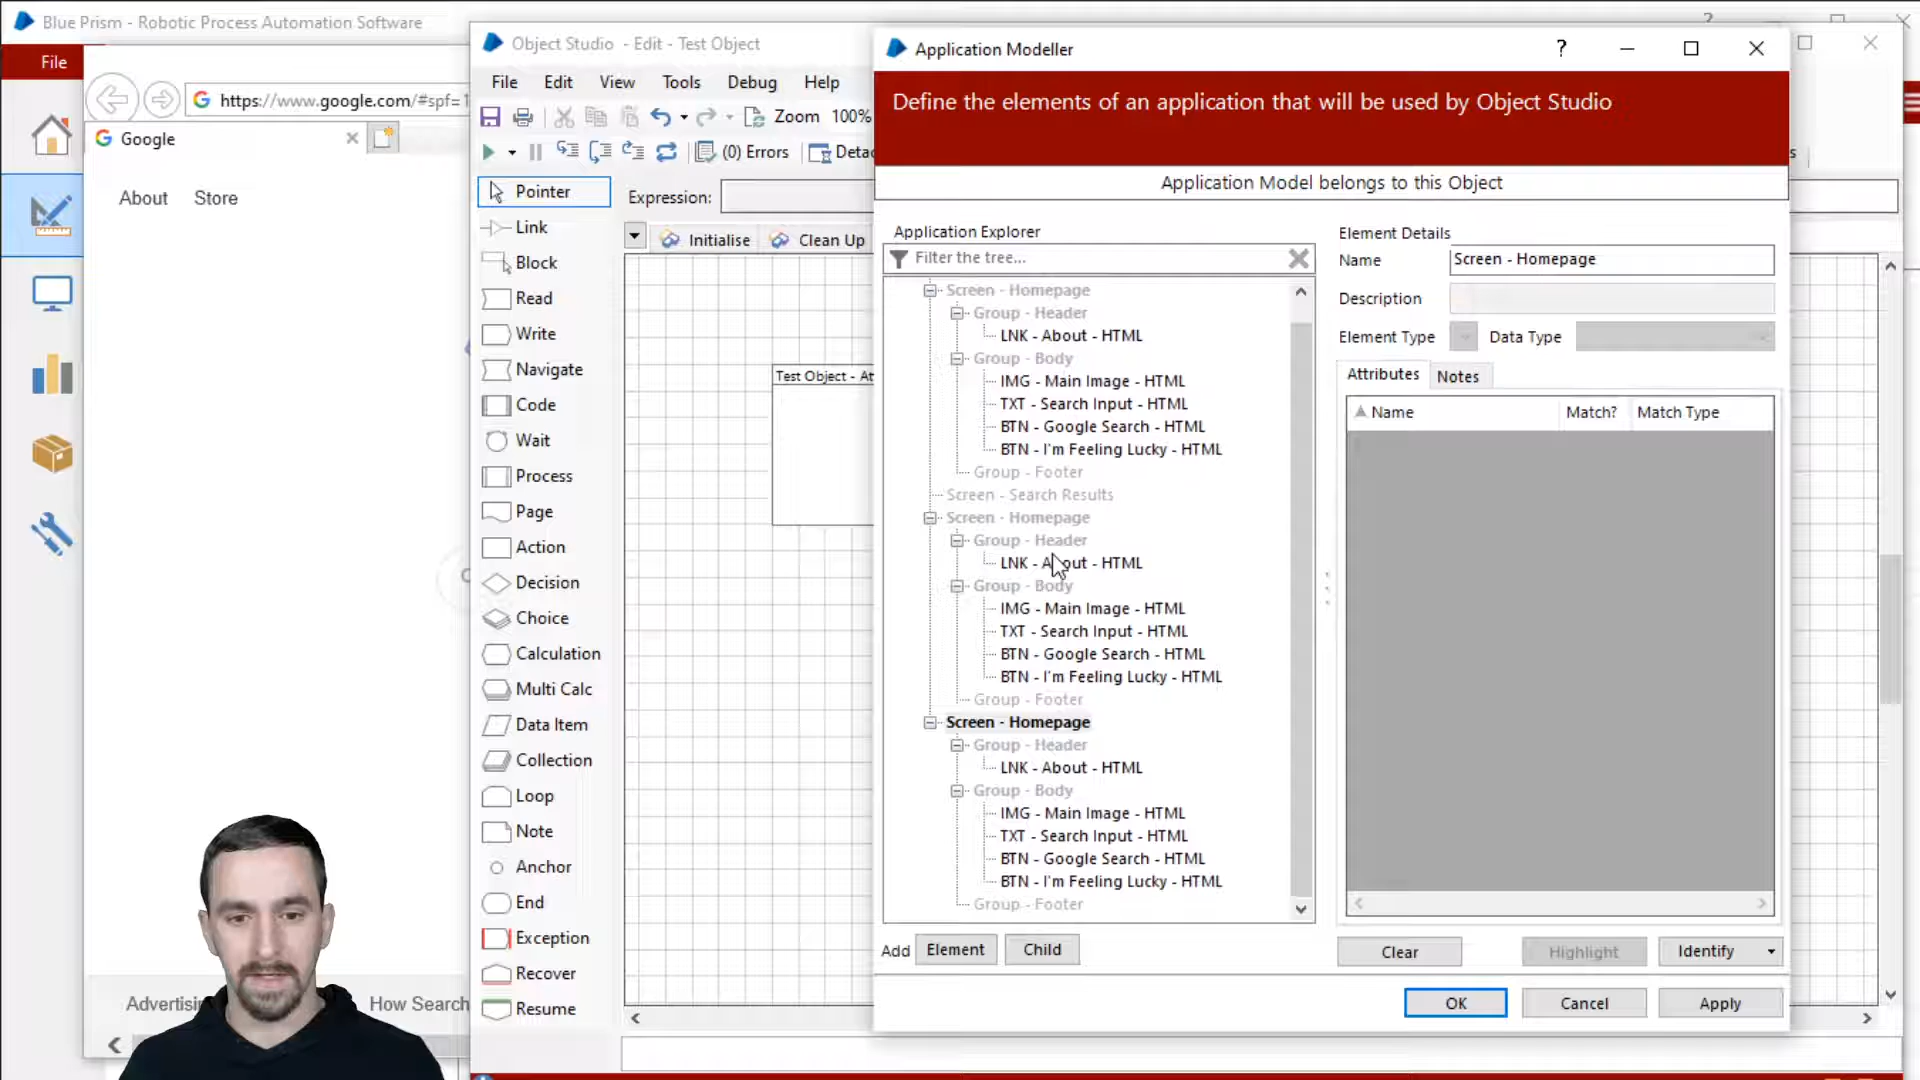 Blue Prism - Robotic Process Automation Software
File
https://www.google.com/#spf=1
Google
About
Store
Advertisi
How Search
Object Studio - Edit - Test Object
File
Edit
View
Tools
Debug
Help
Zoom
100%
(0) Errors
Detac
Pointer
Link
Block
Read
Write
Navigate
Code
Wait
Process
Page
Action
Decision
Choice
Calculation
Multi Calc
Data Item
Collection
Loop
Note
Anchor
End
Exception
Recover
Resume
Expression:
Initialise
Clean Up
Test Object - At
Application Modeller
?
Define the elements of an application that will be used by Object Studio
Application Model belongs to this Object
Application Explorer
Filter the tree...
Screen - Homepage
Group - Header
LNK - About - HTML
Group - Body
IMG - Main Image - HTML
TXT - Search Input - HTML
BTN - Google Search - HTML
BTN - I'm Feeling Lucky - HTML
Group - Footer
Screen - Search Results
Screen - Homepage
Group - Header
LNK - About - HTML
Group - Body
IMG - Main Image - HTML
TXT - Search Input - HTML
BTN - Google Search - HTML
BTN - I'm Feeling Lucky - HTML
Group - Footer
Screen - Homepage
Group - Header
LNK - About - HTML
Group - Body
IMG - Main Image - HTML
TXT - Search Input - HTML
BTN - Google Search - HTML
BTN - I'm Feeling Lucky - HTML
Group - Footer
Add
Element
Child
Element Details
Name
Screen - Homepage
Description
Element Type
Data Type
Attributes
Notes
Name
Match?
Match Type
Clear
Highlight
Identify
OK
Cancel
Apply